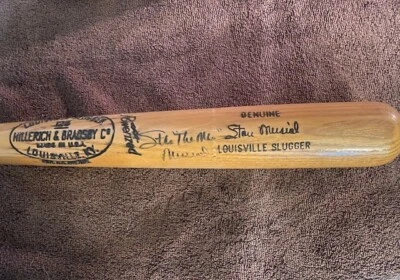 HILLERICH & BRADSBY Co
MADE IN U.S.A.
LOUISVILLE, KY.
Powerized
Stan The Man
Musial
GENUINE
Stan Musial
LOUISVILLE SLUGGER